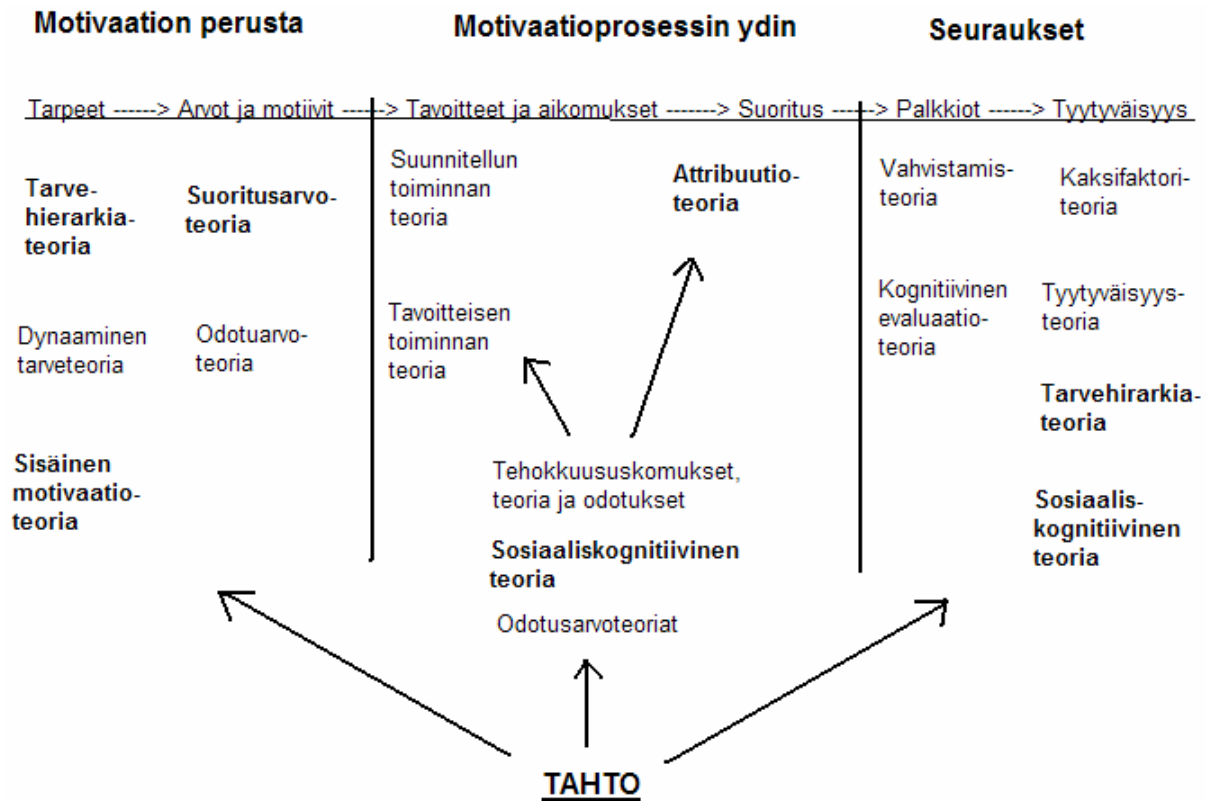 Motivaation perusta
Motivaatioprosessin ydin
Seuraukset
Tarpeet ------> Arvot ja motiivit -----> Tavoitteet ja aikomukset -------> Suoritus -----> Palkkiot -----> Tyytyväisyys
Tarve-
hierarkia-
teoria
Suoritusarvo-
teoria
Suunnitellun
toiminnan
teoria
Attribuutio-
teoria
Vahvistamis-
teoria
Kaksifaktori-
teoria
Dynaaminen
tarveteoria
Odotuarvo-
teoria
Tavoitteisen
toiminnan
teoria
Kognitiivinen
evaluaatio-
teoria
Tyytyväisyys-
teoria
Tarvehirarkia-
teoria
Sisäinen
motivaatio-
teoria
Tehokkuususkomukset,
teoria ja odotukset
Sosiaaliskognitiivinen
teoria
Odotusarvoteoriat
Sosiaalis-
kognitiivinen
teoria
TAHTO